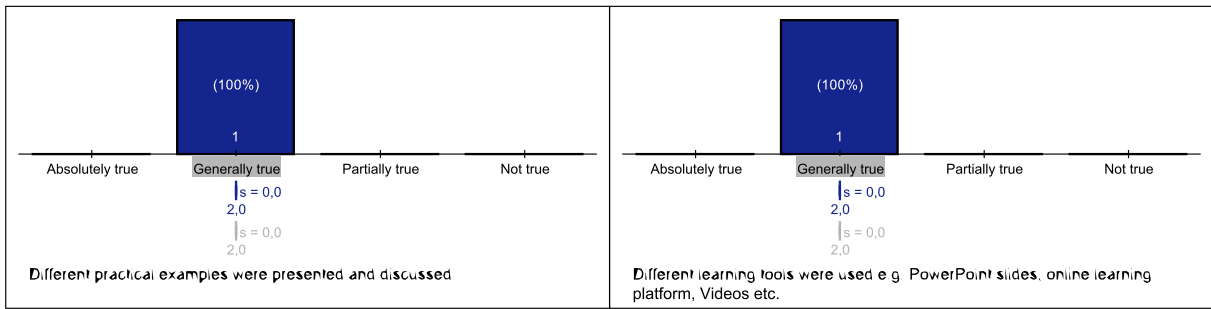 (100%)
1
Absolutely true Generally true Partially true Not true
s = 0,0
2,0
s = 0,0
2,0
Different practical examples were presented and discussed
(100%)
1
Absolutely true Generally true Partially true Not true
s = 0,0
2,0
s = 0,0
2,0
Different learning tools were used e.g. PowerPoint slides, online learning
platform, Videos etc.